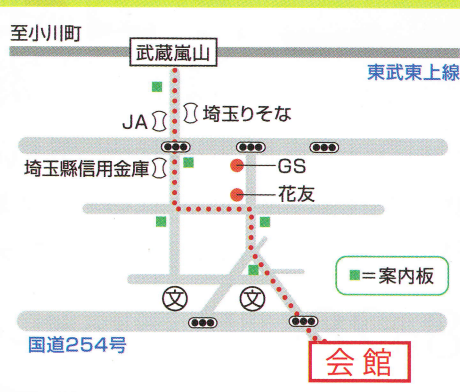 至小川町
武蔵嵐山
東武東上線
JA
埼玉りそな
埼玉縣信用金庫
GS
花友
■=案内板
文
文
国道254号
会館